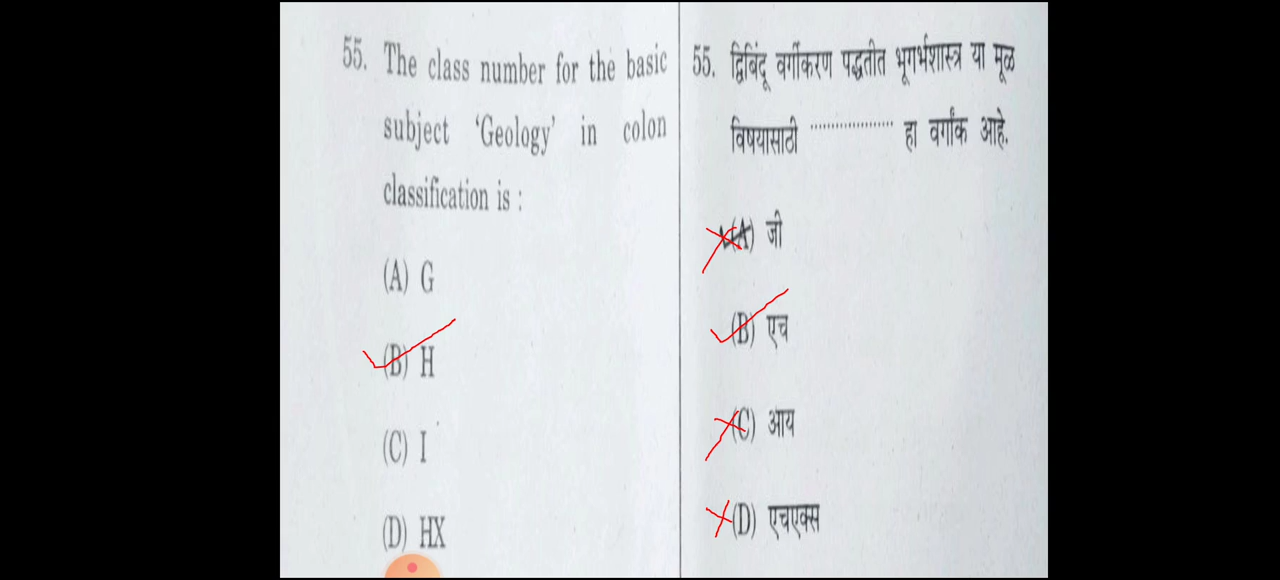 55. The class number for the basic
subject 'Geology' in colon
classification is :
(A) G
(B) H
(C) I
(D) HX
55. द्विबिंदू वर्गीकरण पद्धतीत भूगर्भशास्त्र या मूळ
विषयासाठी ................... हा वर्गांक आहे.
(A) जी
(B) एच
(C) आय
(D) एचएक्स